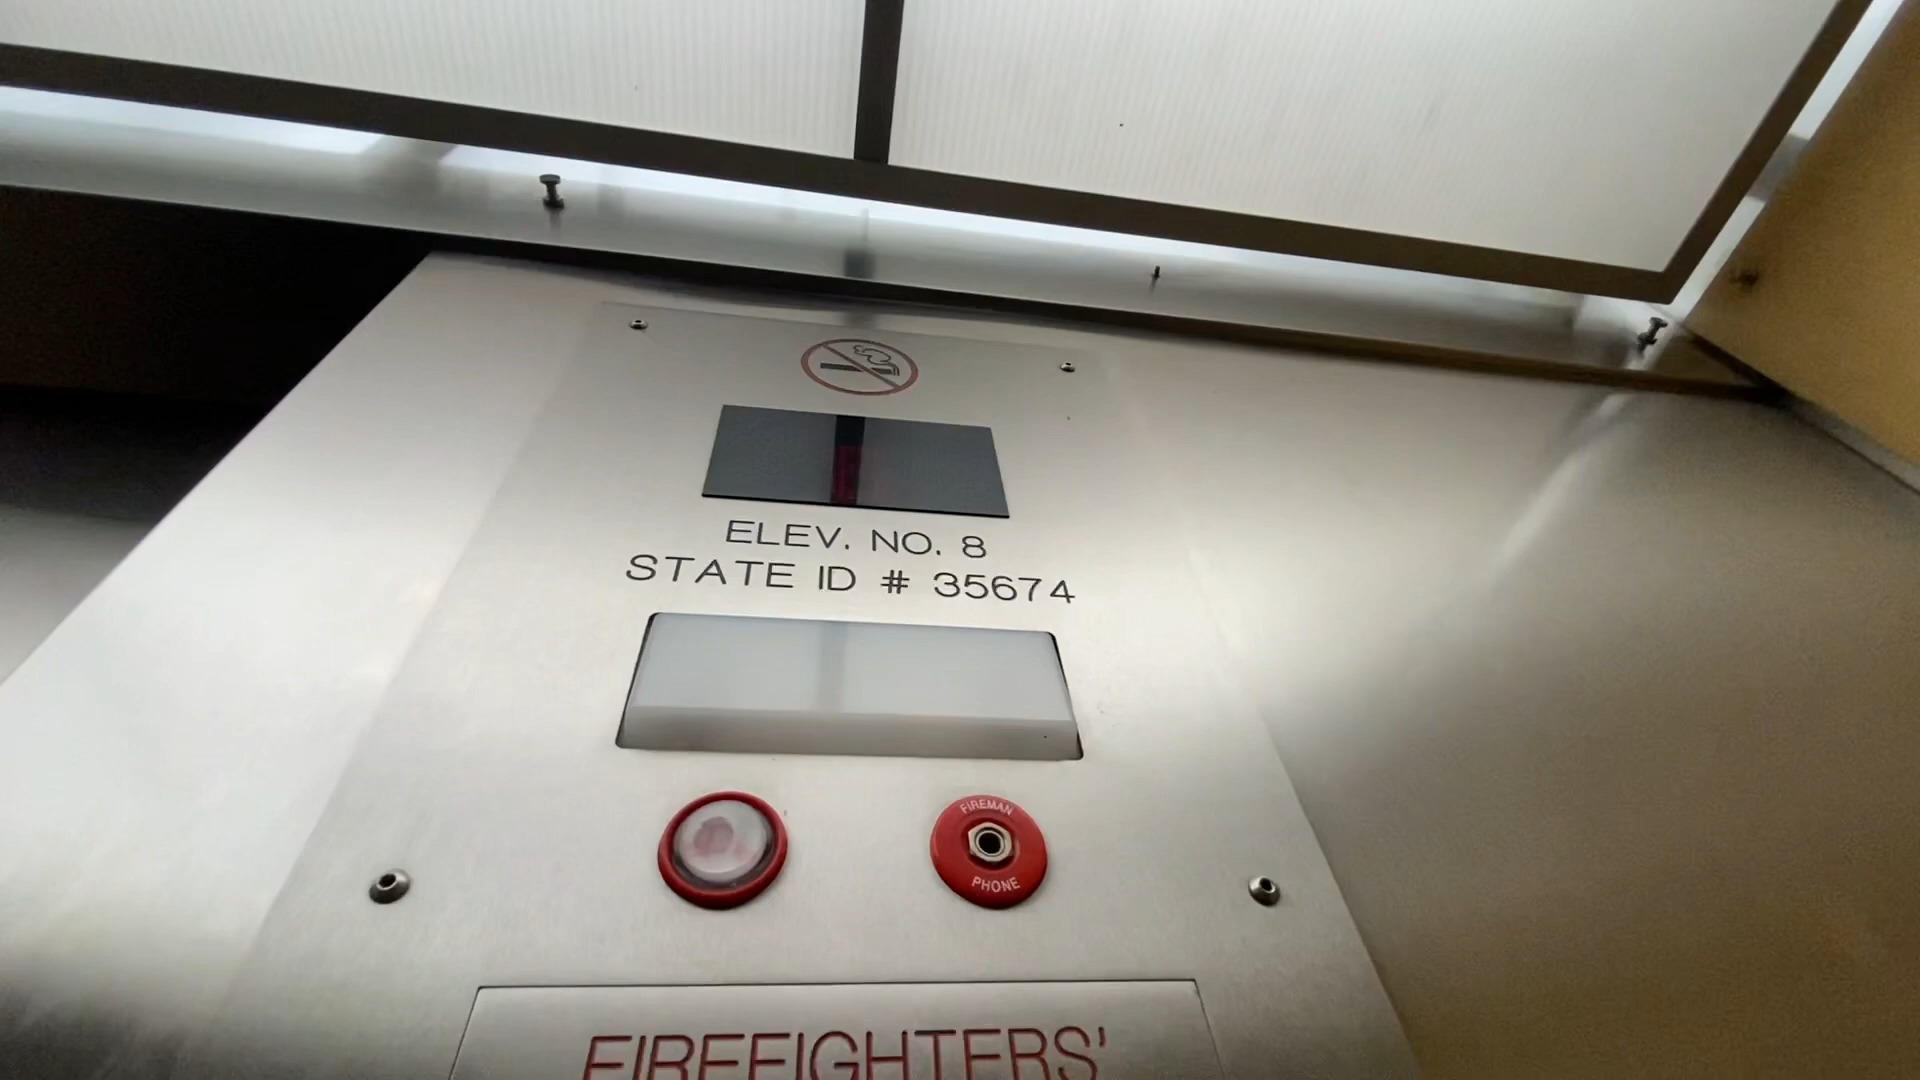 ELEV. NO. 8
STATE ID # 35674
FIREMAN
PHONE
FIREFIGHTERS'